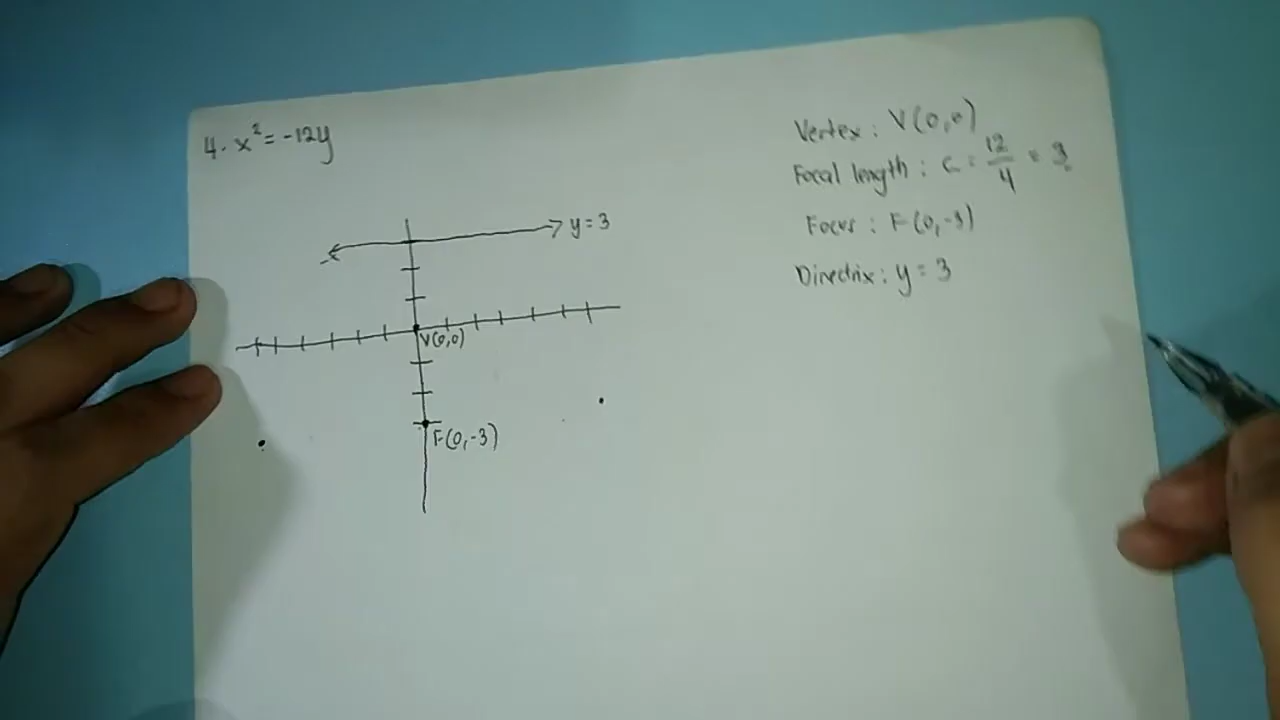 4. x² = -12y
Vertex : V(0,0)
Focal length : c = 12/4 = 3
Focus : F(0,-3)
Directrix : y = 3
y = 3
V(0,0)
F(0,-3)